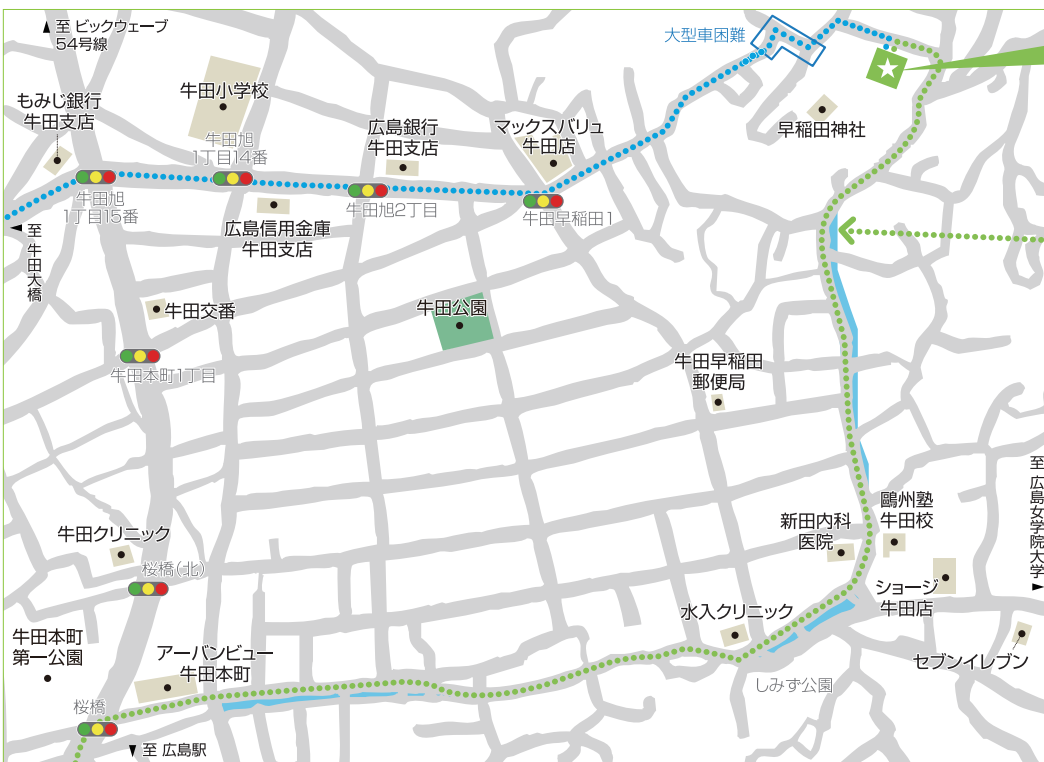 至 ビックウェーブ
54号線
大型車困難
もみじ銀行
牛田支店
牛田小学校
牛田旭
1丁目14番
広島銀行
牛田支店
マックスバリュ
牛田店
早稲田神社
牛田旭
1丁目15番
広島信用金庫
牛田支店
牛田旭2丁目
牛田早稲田1
至 牛田大橋
牛田交番
牛田公園
牛田本町1丁目
牛田早稲田
郵便局
至 広島女学院大学
鷗州塾
牛田校
新田内科
医院
牛田クリニック
桜橋(北)
ショージ
牛田店
水入クリニック
牛田本町
第一公園
アーバンビュー
牛田本町
セブンイレブン
しみず公園
桜橋
至 広島駅